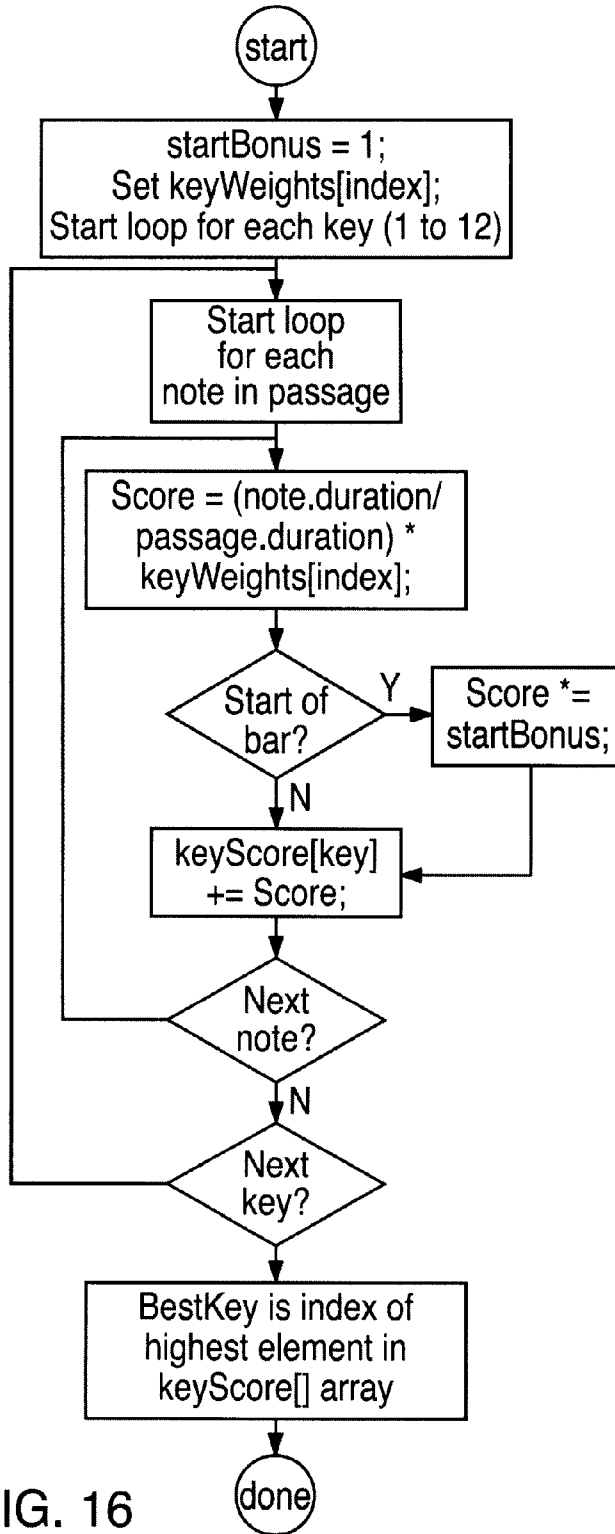 start
startBonus = 1;
Set keyWeights[index];
Start loop for each key (1 to 12)
Start loop
for each
note in passage
Score = (note.duration/
passage.duration) *
keyWeights[index];
Start of
bar?
Y
Score *=
startBonus;
N
keyScore[key]
+= Score;
Next
note?
N
Next
key?
BestKey is index of
highest element in
keyScore[] array
done
IG. 16